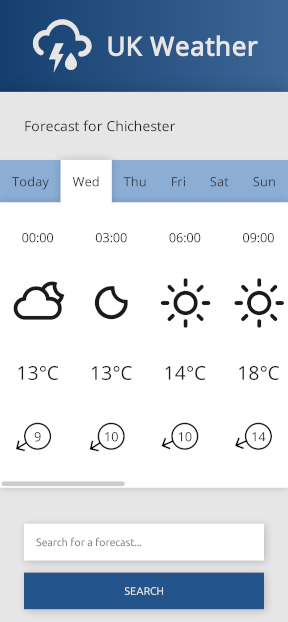 UK Weather
Forecast for Chichester
Today Wed Thu Fri Sat Sun
00:00 03:00 06:00 09:00
13°C 13°C 14°C 18°C
9 10 10 14
Search for a forecast...
SEARCH